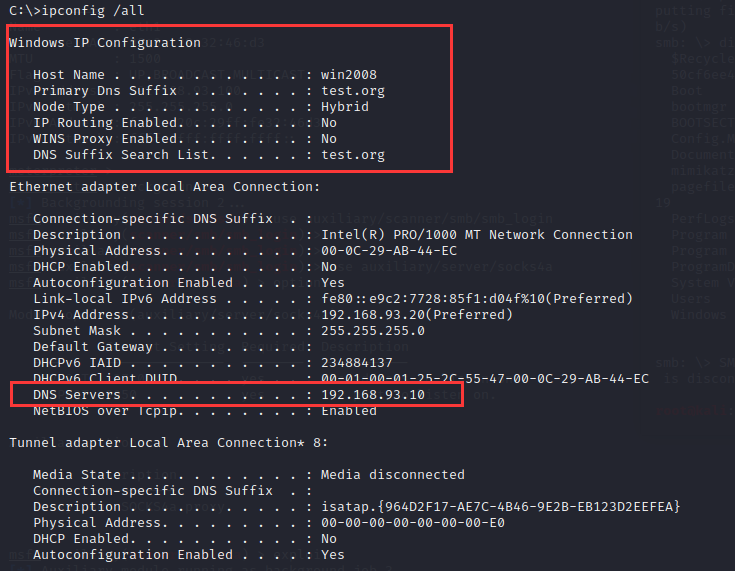 C:\>ipconfig /all
Windows IP Configuration
Host Name . . . . . . . . . . . . : win2008
Primary Dns Suffix  . . . . . . . : test.org
Node Type . . . . . . . . . . . . : Hybrid
IP Routing Enabled. . . . . . . . : No
WINS Proxy Enabled. . . . . . . . : No
DNS Suffix Search List. . . . . . : test.org
Ethernet adapter Local Area Connection:
Connection-specific DNS Suffix  . :
Description . . . . . . . . . . . : Intel(R) PRO/1000 MT Network Connection
Physical Address. . . . . . . . . : 00-0C-29-AB-44-EC
DHCP Enabled. . . . . . . . . . . : No
Autoconfiguration Enabled . . . . : Yes
Link-local IPv6 Address . . . . . : fe80::e9c2:7728:85f1:d04f%10(Preferred)
IPv4 Address. . . . . . . . . . . : 192.168.93.20(Preferred)
Subnet Mask . . . . . . . . . . . : 255.255.255.0
Default Gateway . . . . . . . . . :
DHCPv6 IAID . . . . . . . . . . . : 234884137
DHCPv6 Client DUID. . . . . . . . : 00-01-00-01-25-2C-55-47-00-0C-29-AB-44-EC
DNS Servers . . . . . . . . . . . : 192.168.93.10
NetBIOS over Tcpip. . . . . . . . : Enabled
Tunnel adapter Local Area Connection* 8:
Media State . . . . . . . . . . . : Media disconnected
Connection-specific DNS Suffix  . :
Description . . . . . . . . . . . : isatap.{964D2F17-AE7C-4B46-9E2B-EB123D2EEFEA}
Physical Address. . . . . . . . . : 00-00-00-00-00-00-00-E0
DHCP Enabled. . . . . . . . . . . : No
Autoconfiguration Enabled . . . . : Yes